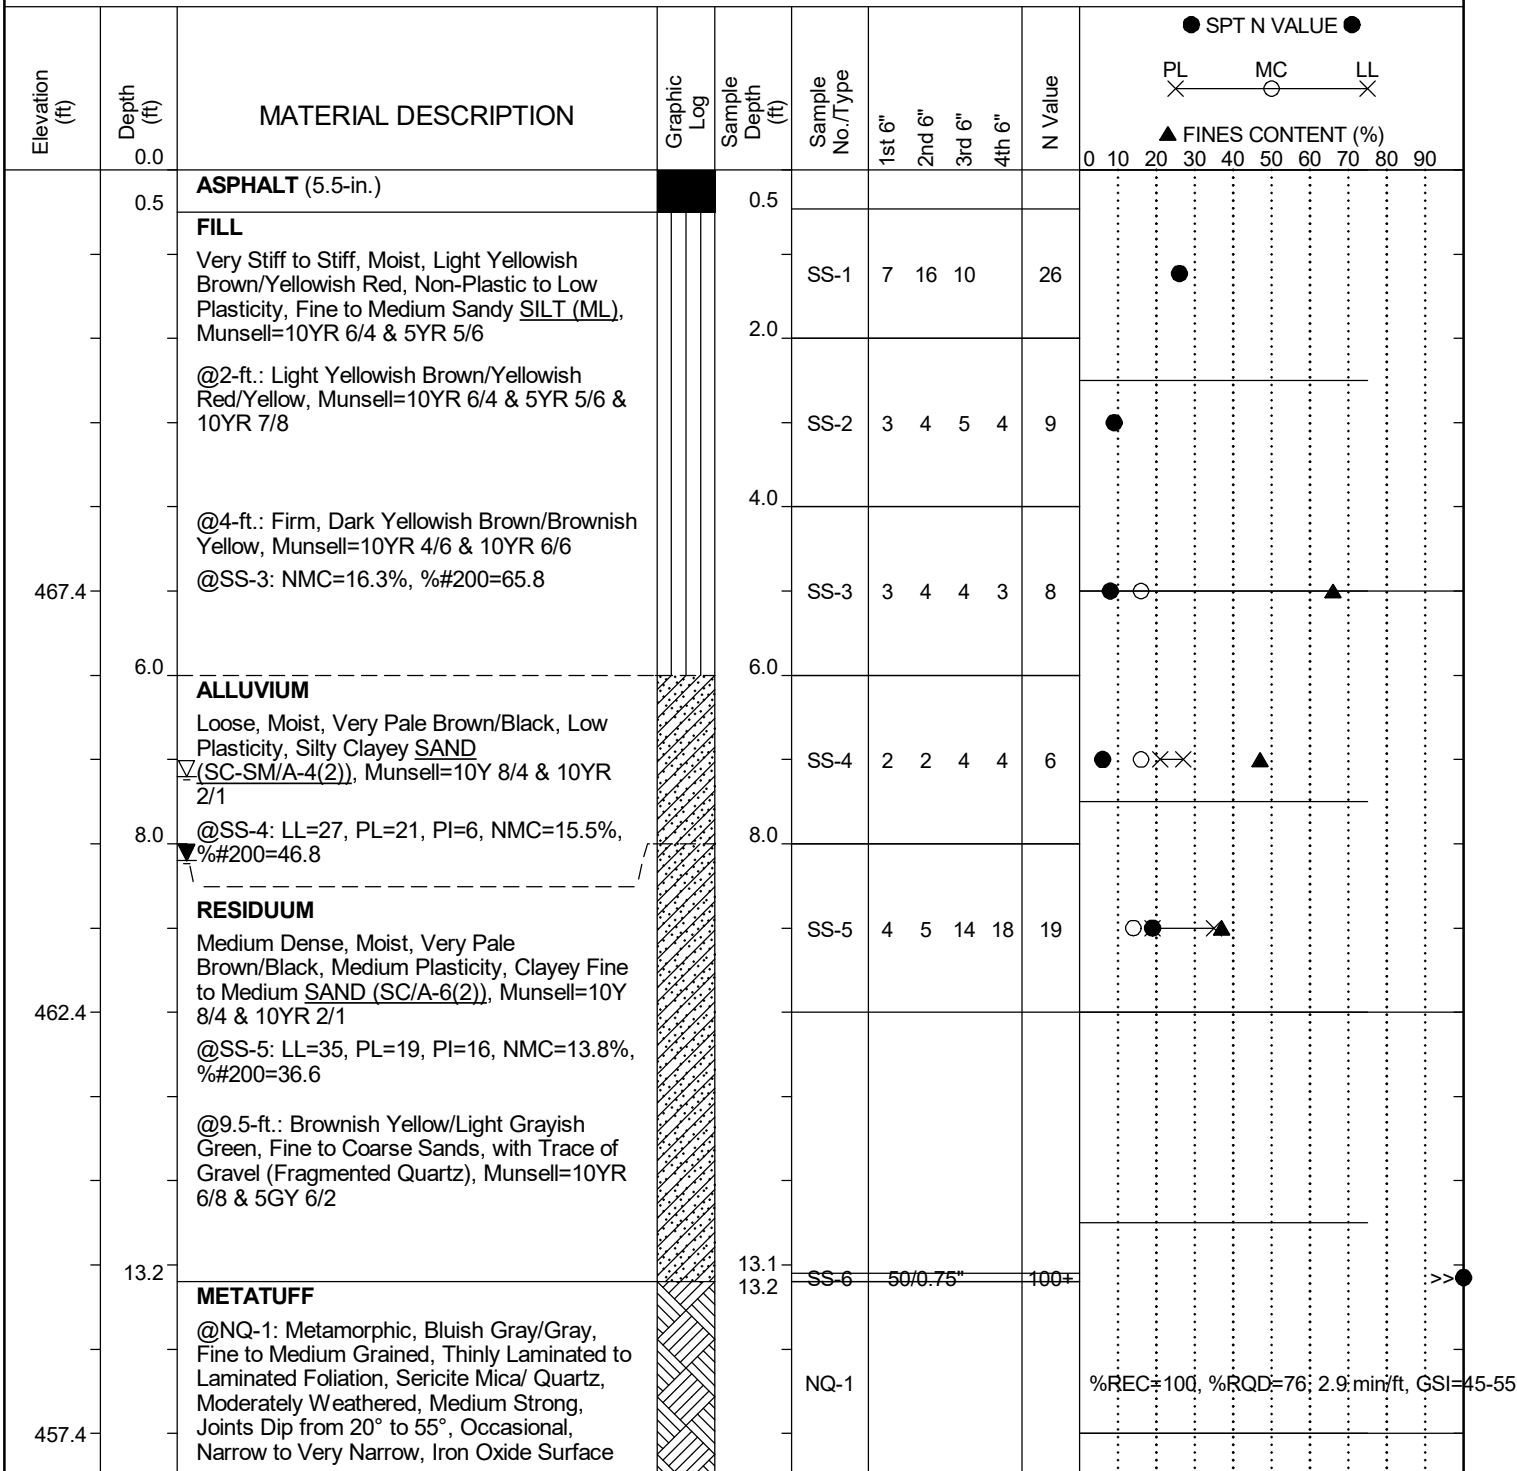 ● SPT N VALUE ●
PL MC LL
▲ FINES CONTENT (%)
Elevation (ft)
Depth (ft)
MATERIAL DESCRIPTION
Graphic Log
Sample Depth (ft)
Sample No./Type
1st 6"
2nd 6"
3rd 6"
4th 6"
N Value
0.0
0 10 20 30 40 50 60 70 80 90
ASPHALT (5.5-in.)
0.5
0.5
FILL
Very Stiff to Stiff, Moist, Light Yellowish
Brown/Yellowish Red, Non-Plastic to Low
Plasticity, Fine to Medium Sandy SILT (ML),
Munsell=10YR 6/4 & 5YR 5/6
SS-1 7 16 10 26
2.0
@2-ft.: Light Yellowish Brown/Yellowish
Red/Yellow, Munsell=10YR 6/4 & 5YR 5/6 &
10YR 7/8
SS-2 3 4 5 4 9
4.0
@4-ft.: Firm, Dark Yellowish Brown/Brownish
Yellow, Munsell=10YR 4/6 & 10YR 6/6
@SS-3: NMC=16.3%, %#200=65.8
467.4
SS-3 3 4 4 3 8
6.0
6.0
ALLUVIUM
Loose, Moist, Very Pale Brown/Black, Low
Plasticity, Silty Clayey SAND
(SC-SM/A-4(2)), Munsell=10Y 8/4 & 10YR
2/1
SS-4 2 2 4 4 6
@SS-4: LL=27, PL=21, PI=6, NMC=15.5%,
%#200=46.8
8.0
8.0
RESIDUUM
Medium Dense, Moist, Very Pale
Brown/Black, Medium Plasticity, Clayey Fine
to Medium SAND (SC/A-6(2)), Munsell=10Y
8/4 & 10YR 2/1
SS-5 4 5 14 18 19
462.4
@SS-5: LL=35, PL=19, PI=16, NMC=13.8%,
%#200=36.6
@9.5-ft.: Brownish Yellow/Light Grayish
Green, Fine to Coarse Sands, with Trace of
Gravel (Fragmented Quartz), Munsell=10YR
6/8 & 5GY 6/2
13.2
13.1
13.2
SS-6 50/0.75" 100+ >>
METATUFF
@NQ-1: Metamorphic, Bluish Gray/Gray,
Fine to Medium Grained, Thinly Laminated to
Laminated Foliation, Sericite Mica/ Quartz,
Moderately Weathered, Medium Strong,
Joints Dip from 20° to 55°, Occasional,
Narrow to Very Narrow, Iron Oxide Surface
NQ-1 %REC=100, %RQD=76, 2.9 min/ft, GSI=45-55
457.4